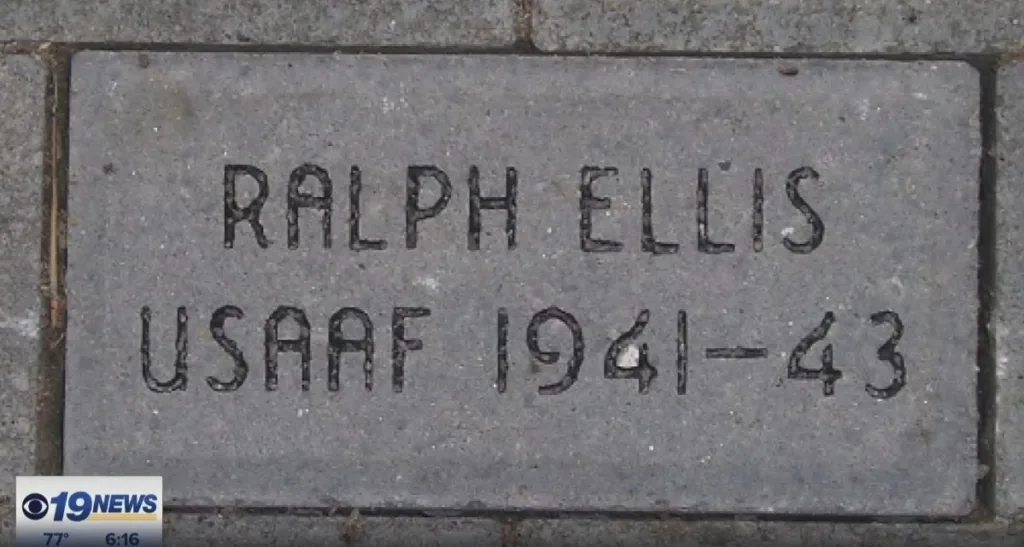 RALPH ELLIS
USAAF 1941-43
19NEWS
77° 6:16